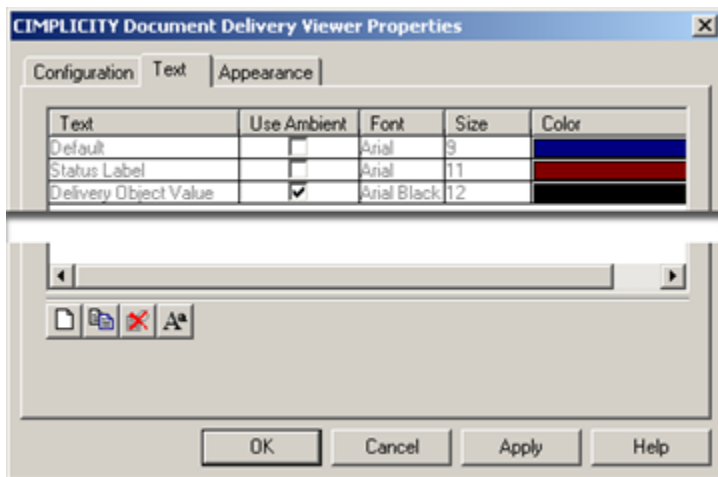 CIMPLICITY Document Delivery Viewer Properties
Configuration Text Appearance
Text Use Ambient Font Size Color
Default Arial 9
Status Label Arial 11
Delivery Object Value Arial Black 12
Aa
OK Cancel Apply Help